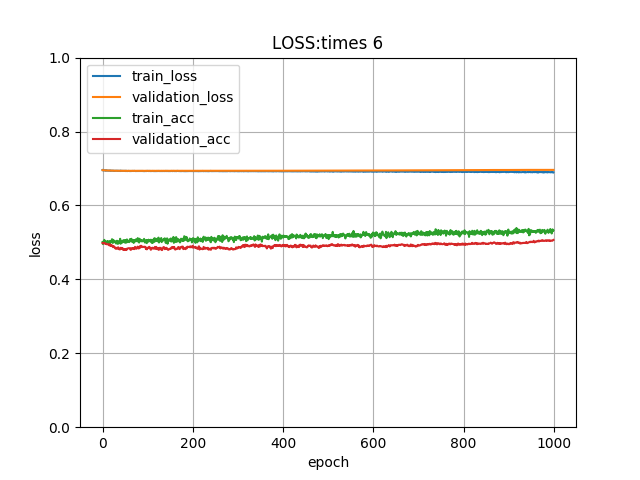 LOSS:times 6
1.0
0.8
0.6
0.4
0.2
0.0
loss
train_loss
validation_loss
train_acc
validation_acc
0 200 400 600 800 1000
epoch